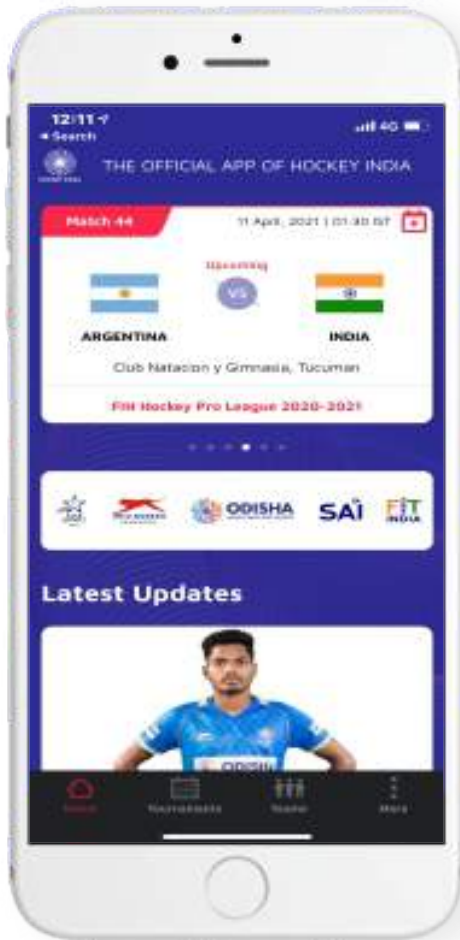 12:11
4G
Search
THE OFFICIAL APP OF HOCKEY INDIA
Match 44
11 April, 2021 | 01:30 IST
Upcoming
VS
ARGENTINA
INDIA
Club Natacion y Gimnasia, Tucuman
FIH Hockey Pro League 2020-2021
ODISHA
SAI
FIT
INDIA
Latest Updates
ODISHA
Home
Tournaments
Teams
More